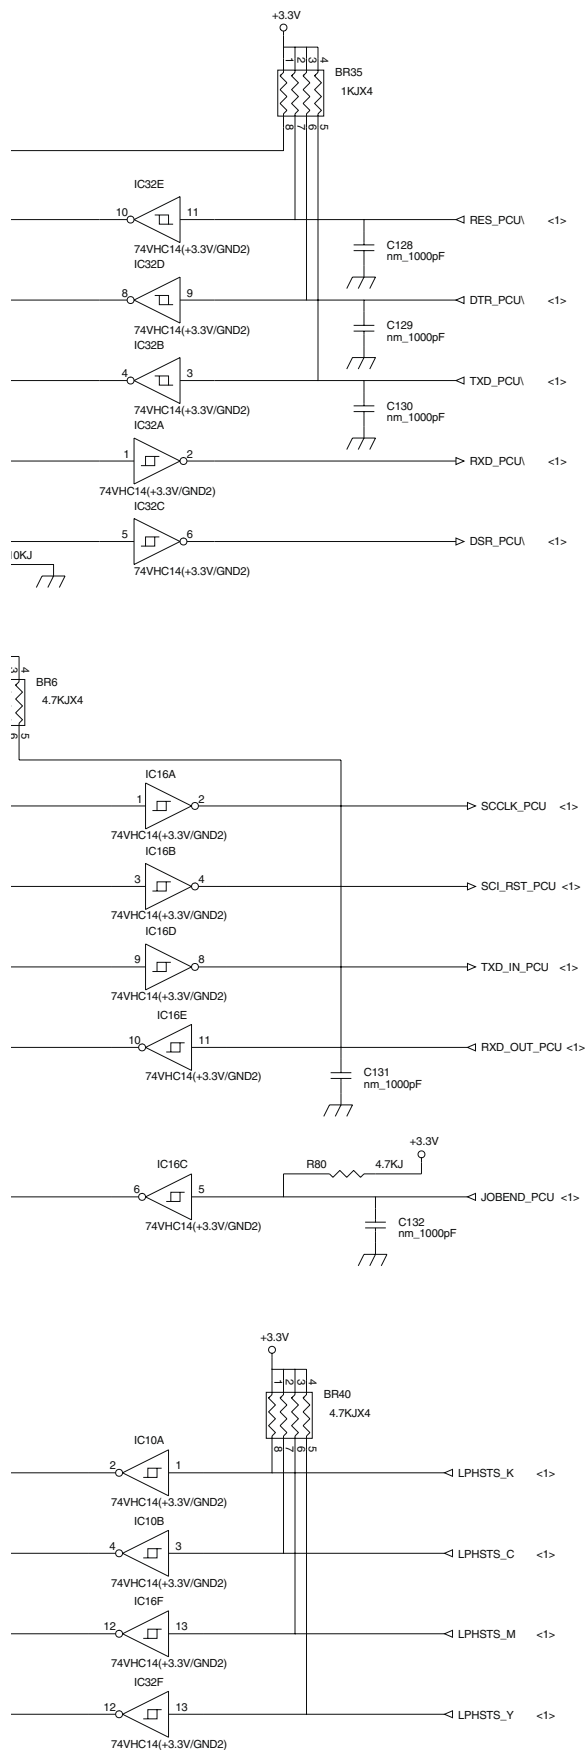 +3.3V
1 2 3 4
BR35
1KJX4
8 7 6 5
IC32E
10 11 RES_PCU\ <1>
74VHC14(+3.3V/GND2)
C128
nm_1000pF
IC32D
8 9 DTR_PCU\ <1>
74VHC14(+3.3V/GND2)
C129
nm_1000pF
IC32B
4 3 TXD_PCU\ <1>
74VHC14(+3.3V/GND2)
C130
nm_1000pF
IC32A
1 2 RXD_PCU\ <1>
74VHC14(+3.3V/GND2)
IC32C
5 6 DSR_PCU\ <1>
10KJ
74VHC14(+3.3V/GND2)
3 4
BR6
4.7KJX4
6 5
IC16A
1 2 SCCLK_PCU <1>
74VHC14(+3.3V/GND2)
IC16B
3 4 SCI_RST_PCU <1>
74VHC14(+3.3V/GND2)
IC16D
9 8 TXD_IN_PCU <1>
74VHC14(+3.3V/GND2)
IC16E
10 11 RXD_OUT_PCU <1>
74VHC14(+3.3V/GND2)
C131
nm_1000pF
+3.3V
IC16C R80 4.7KJ
6 5 JOBEND_PCU <1>
74VHC14(+3.3V/GND2)
C132
nm_1000pF
+3.3V
1 2 3 4
BR40
4.7KJX4
8 7 6 5
IC10A
2 1 LPHSTS_K <1>
74VHC14(+3.3V/GND2)
IC10B
4 3 LPHSTS_C <1>
74VHC14(+3.3V/GND2)
IC16F
12 13 LPHSTS_M <1>
74VHC14(+3.3V/GND2)
IC32F
12 13 LPHSTS_Y <1>
74VHC14(+3.3V/GND2)